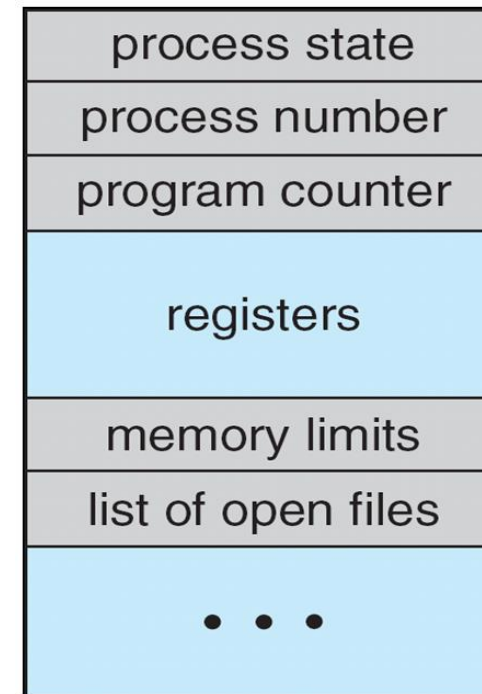 process state
process number
program counter
registers
memory limits
list of open files
• • •